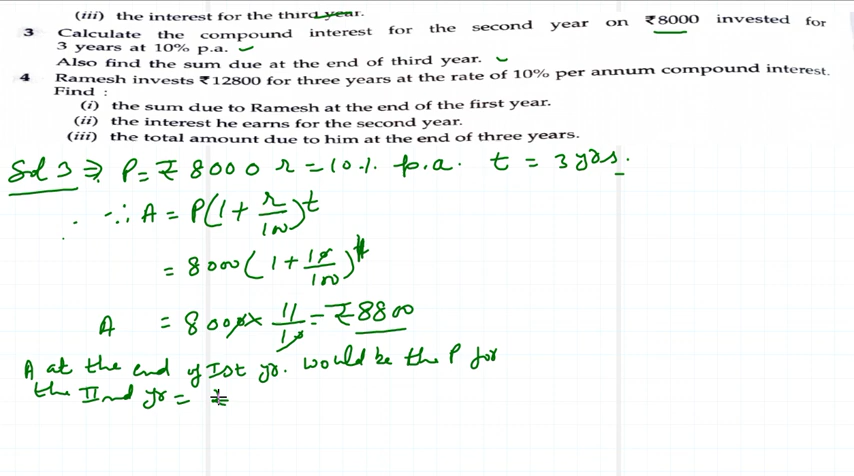 (iii) the interest for the third year.
3 Calculate the compound interest for the second year on ₹8000 invested for
3 years at 10% p.a.
Also find the sum due at the end of third year.
4 Ramesh invests ₹12800 for three years at the rate of 10% per annum compound interest.
Find :
(i) the sum due to Ramesh at the end of the first year.
(ii) the interest he earns for the second year.
(iii) the total amount due to him at the end of three years.
Sol 3 ⇒ P = ₹ 8000 r = 10 % p.a. t = 3 yrs.
∵ A = P(1 + r/100)^t
= 8000 (1 + 10/100)
A = 8000 × 11/10 = ₹ 8800
A at the end of Ist yr. would be the P for
the IInd yr =